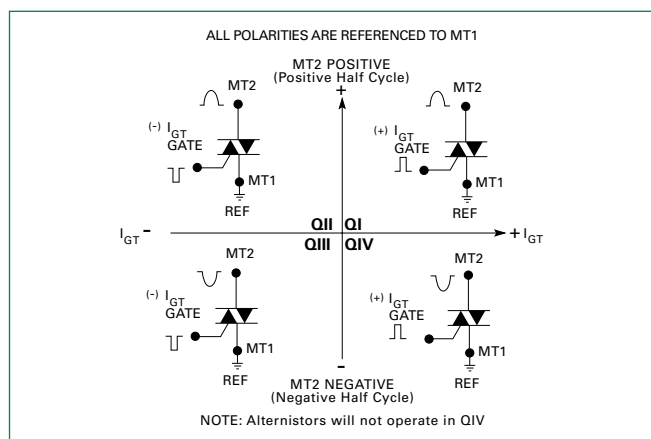 ALL POLARITIES ARE REFERENCED TO MT1
MT2 POSITIVE
(Positive Half Cycle)
+
MT2
(-) IGT
GATE
MT1
REF
MT2
(+) IGT
GATE
MT1
REF
QII QI
IGT -
+ IGT
QIII QIV
MT2
(-) IGT
GATE
MT1
REF
MT2
(+) IGT
GATE
MT1
REF
-
MT2 NEGATIVE
(Negative Half Cycle)
NOTE: Alternistors will not operate in QIV